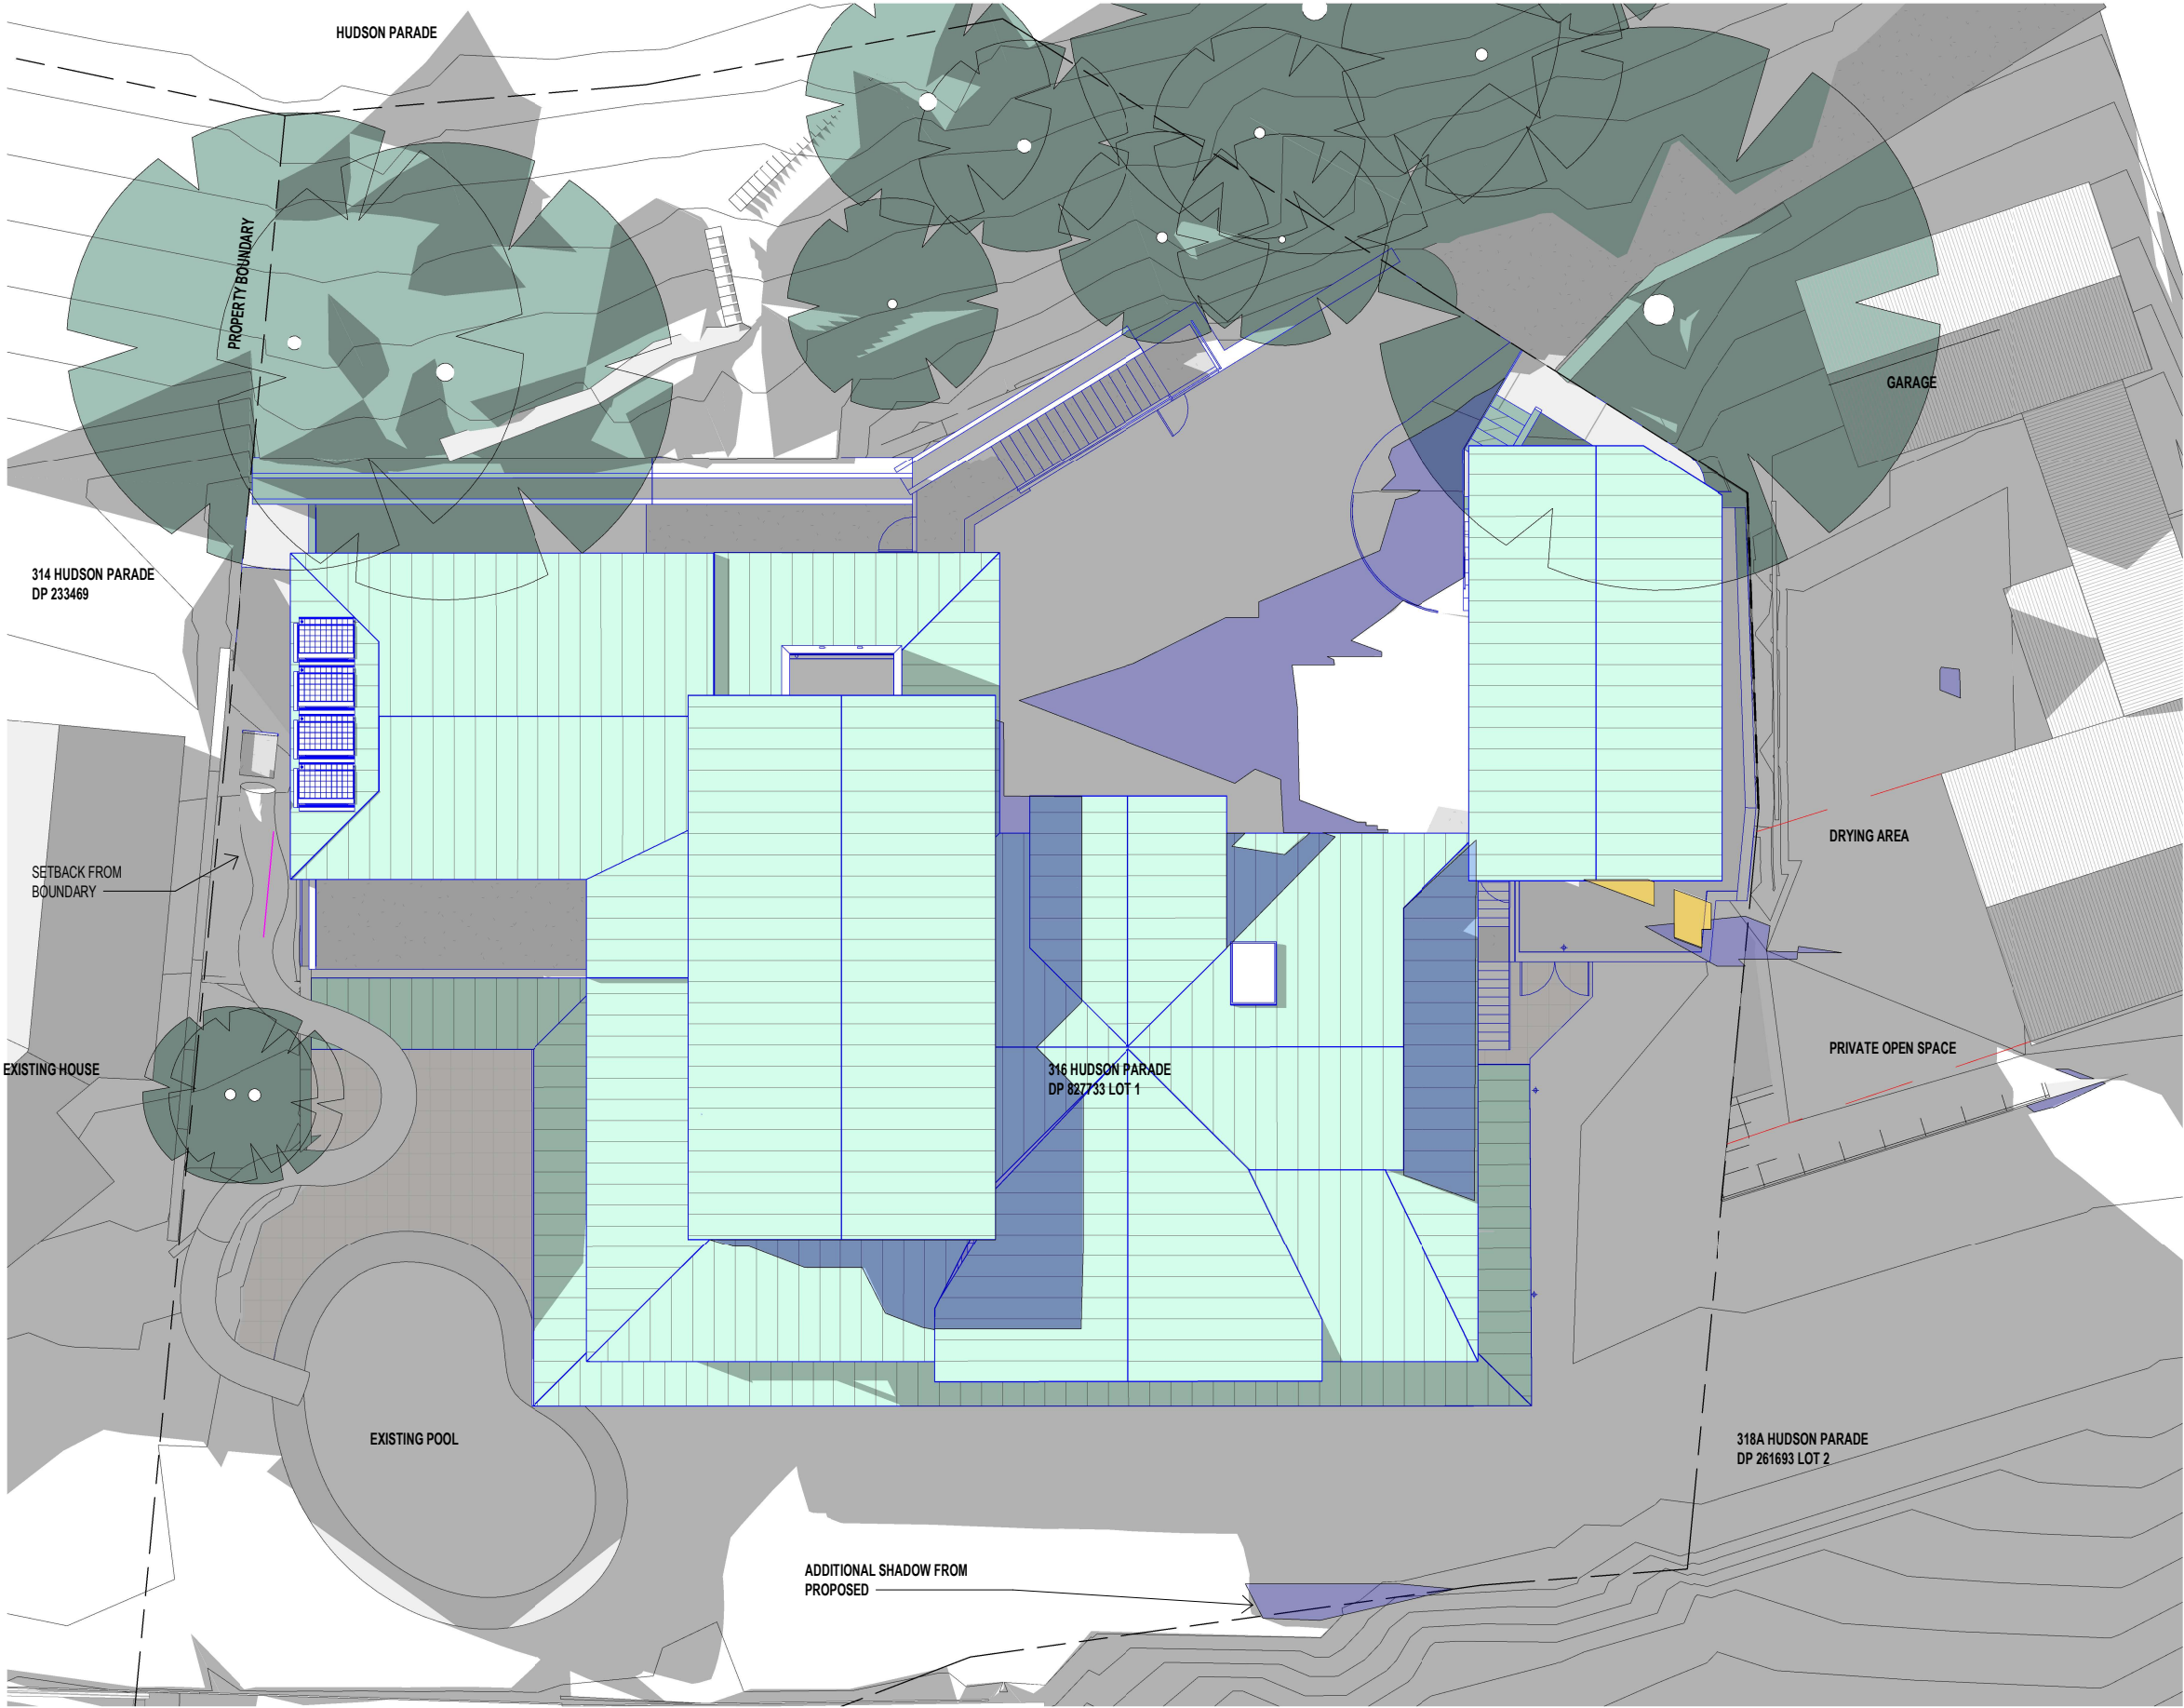 HUDSON PARADE
PROPERTY BOUNDARY
GARAGE
314 HUDSON PARADE
DP 233469
DRYING AREA
SETBACK FROM
BOUNDARY
EXISTING HOUSE
316 HUDSON PARADE
DP 827733 LOT 1
PRIVATE OPEN SPACE
EXISTING POOL
318A HUDSON PARADE
DP 261693 LOT 2
ADDITIONAL SHADOW FROM
PROPOSED